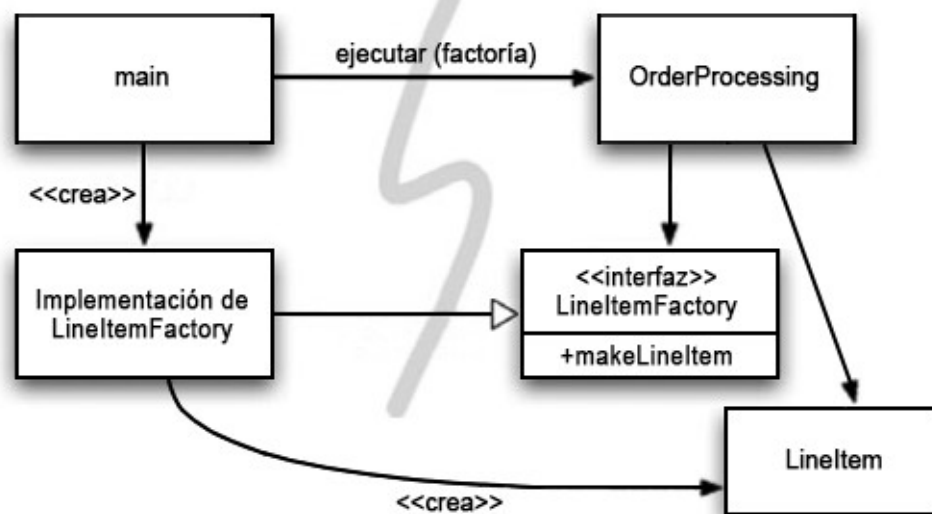 main
ejecutar (factoría)
OrderProcessing
<<crea>>
Implementación de
LineItemFactory
<<interfaz>>
LineItemFactory
+makeLineItem
LineItem
<<crea>>